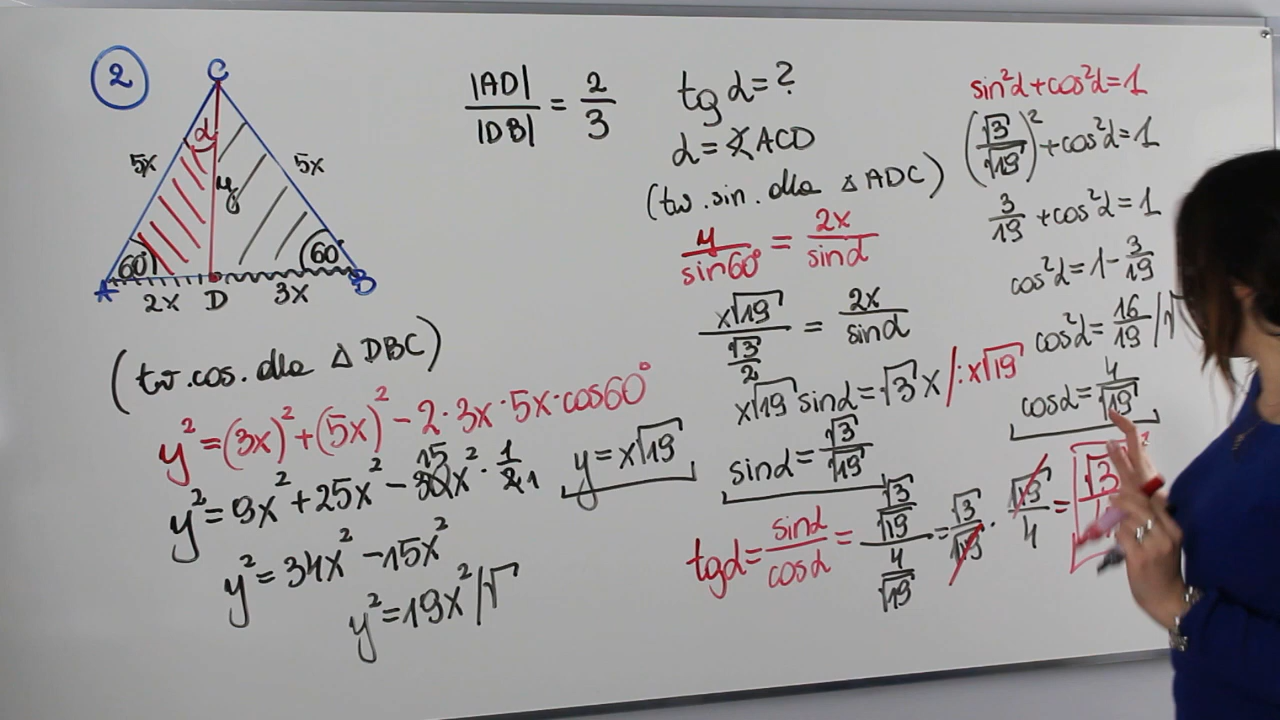 2
C
α
5x
5x
y
60°
60
A
2x
D
3x
B
(tw. cos. dla △ DBC)
y² = (3x)² + (5x)² - 2·3x·5x·cos60°
y² = 9x² + 25x² - 30x² · 1/2
15
1
y² = 34x² - 15x²
y² = 19x² /√
y = x√19
|AD|/|DB| = 2/3
tg α = ?
α = ∡ ACD
(tw. sin. dla △ ADC)
y/sin60° = 2x/sinα
x√19/(√3/2) = 2x/sinα
x√19 sinα = √3 x /: x√19
sinα = √3/√19
sin²α + cos²α = 1
(√3/√19)² + cos²α = 1
3/19 + cos²α = 1
cos²α = 1 - 3/19
cos²α = 16/19 /√
cosα = 4/√19
tgα = sinα/cosα = (√3/√19)/(4/√19) = √3/√19 · √19/4 = √3